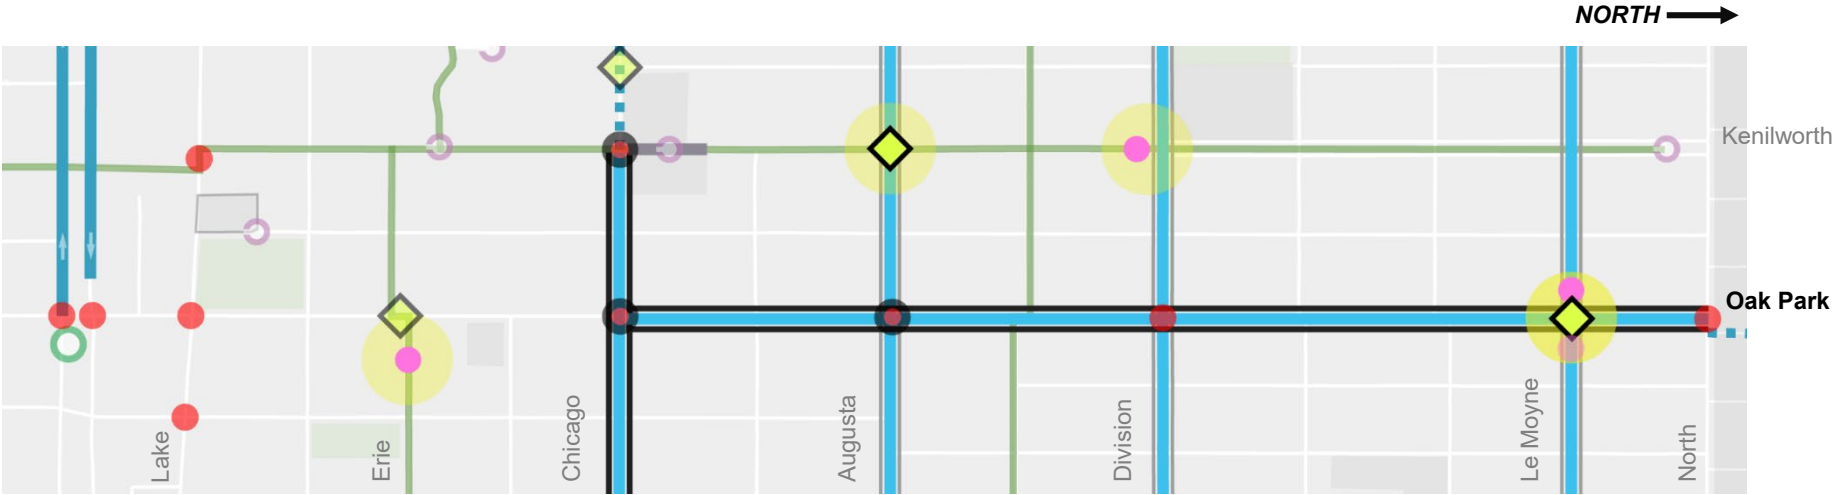 NORTH
Kenilworth
Oak Park
Lake
Erie
Chicago
Augusta
Division
Le Moyne
North